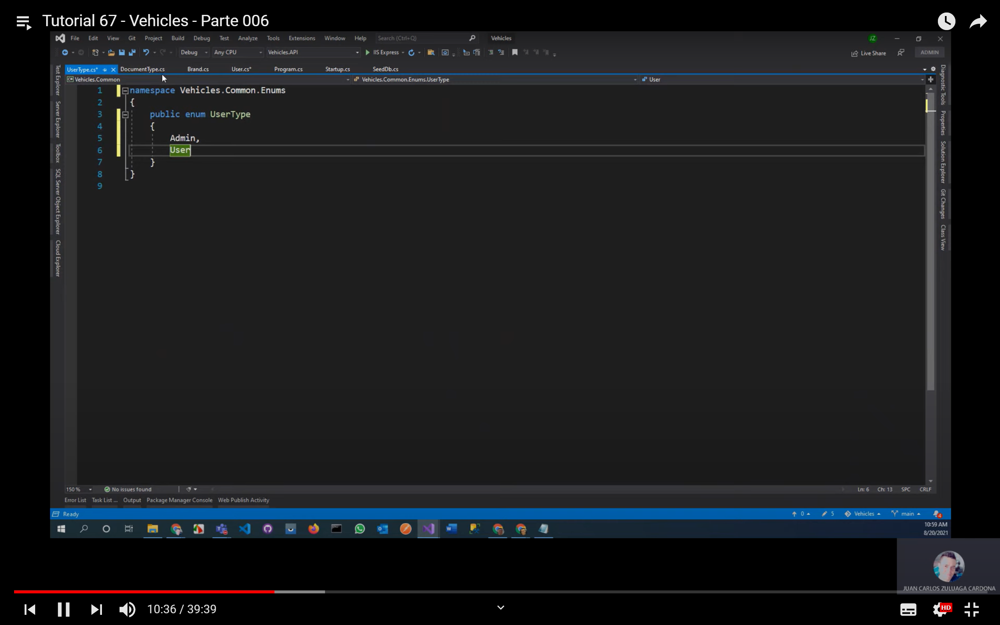 Tutorial 67 - Vehicles - Parte 006
File Edit View Git Project Build Debug Test Analyze Tools Extensions Window Help Search (Ctrl+Q) Vehicles JZ
Debug Any CPU Vehicles.API IIS Express Live Share ADMIN
UserType.cs* DocumentType.cs Brand.cs User.cs* Program.cs Startup.cs SeedDb.cs
Vehicles.Common Vehicles.Common.Enums.UserType User
Test Explorer
Server Explorer
Toolbox
SQL Server Object Explorer
Cloud Explorer
1 namespace Vehicles.Common.Enums
2 {
3 public enum UserType
4 {
5 Admin,
6 User
7 }
8 }
9
Diagnostic Tools
Properties
Solution Explorer
Git Changes
Class View
150 % No issues found Ln: 6 Ch: 13 SPC CRLF
Error List Task List ... Output Package Manager Console Web Publish Activity
Ready 0 5 Vehicles main 4
10:59 AM
8/20/2021
JUAN CARLOS ZULUAGA CARDONA
10:36 / 39:39 HD